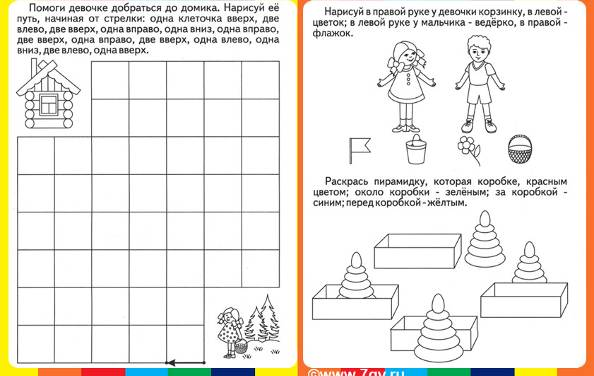 Помоги девочке добраться до домика. Нарисуй её
путь, начиная от стрелки: одна клеточка вверх, две
влево, две вверх, одна вправо, одна вниз, одна вправо,
две вверх, одна вправо, две вверх, одна влево, одна
вниз, две влево, одна вверх.
Нарисуй в правой руке у девочки корзинку, в левой -
цветок; в левой руке у мальчика - ведёрко, в правой -
флажок.
Раскрась пирамидку, которая коробке, красным
цветом; около коробки - зелёным; за коробкой -
синим; перед коробкой - жёлтым.
©www.7gy.ru